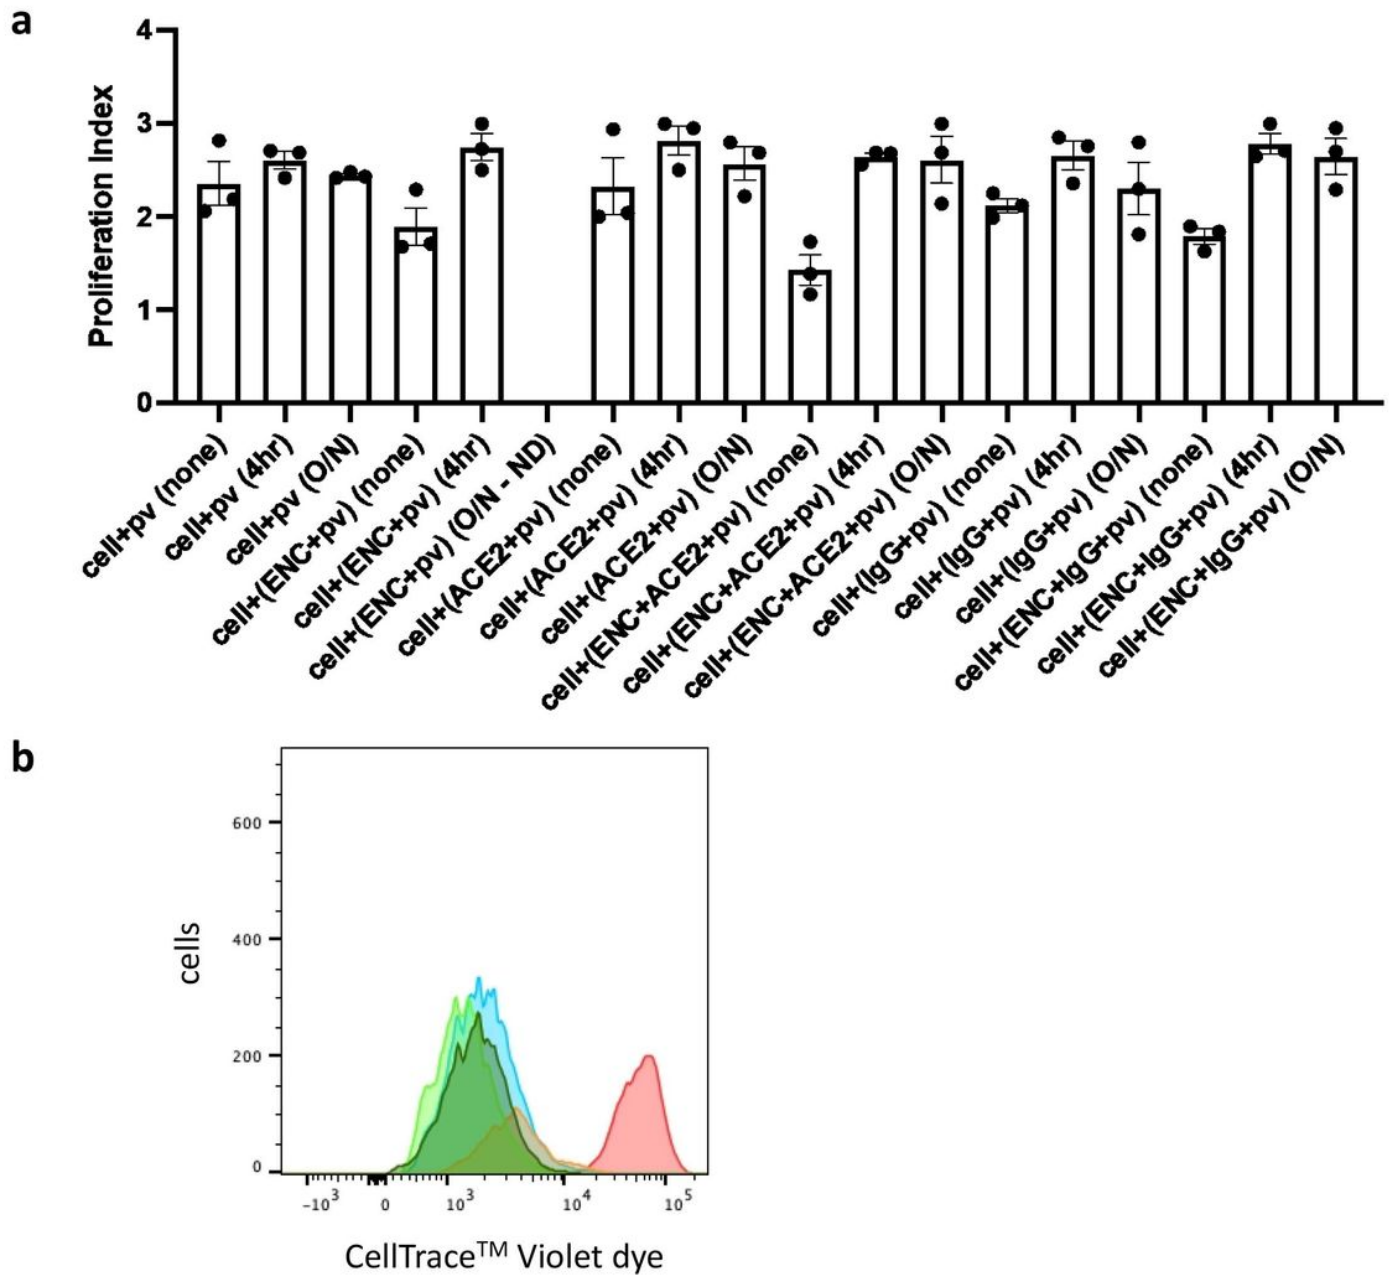 a
4
3
2
1
0
Proliferation Index
cell+pv (none)
cell+pv (4hr)
cell+pv (O/N)
cell+(ENC+pv) (none)
cell+(ENC+pv) (4hr)
cell+(ENC+pv) (O/N - ND)
cell+(ACE2+pv) (none)
cell+(ACE2+pv) (4hr)
cell+(ACE2+pv) (O/N)
cell+(ENC+ACE2+pv) (none)
cell+(ENC+ACE2+pv) (4hr)
cell+(ENC+ACE2+pv) (O/N)
cell+(IgG+pv) (none)
cell+(IgG+pv) (4hr)
cell+(IgG+pv) (O/N)
cell+(ENC+IgG+pv) (none)
cell+(ENC+IgG+pv) (4hr)
cell+(ENC+IgG+pv) (O/N)
b
600
400
200
0
cells
-10³ 0 10³ 10⁴ 10⁵
CellTrace™ Violet dye